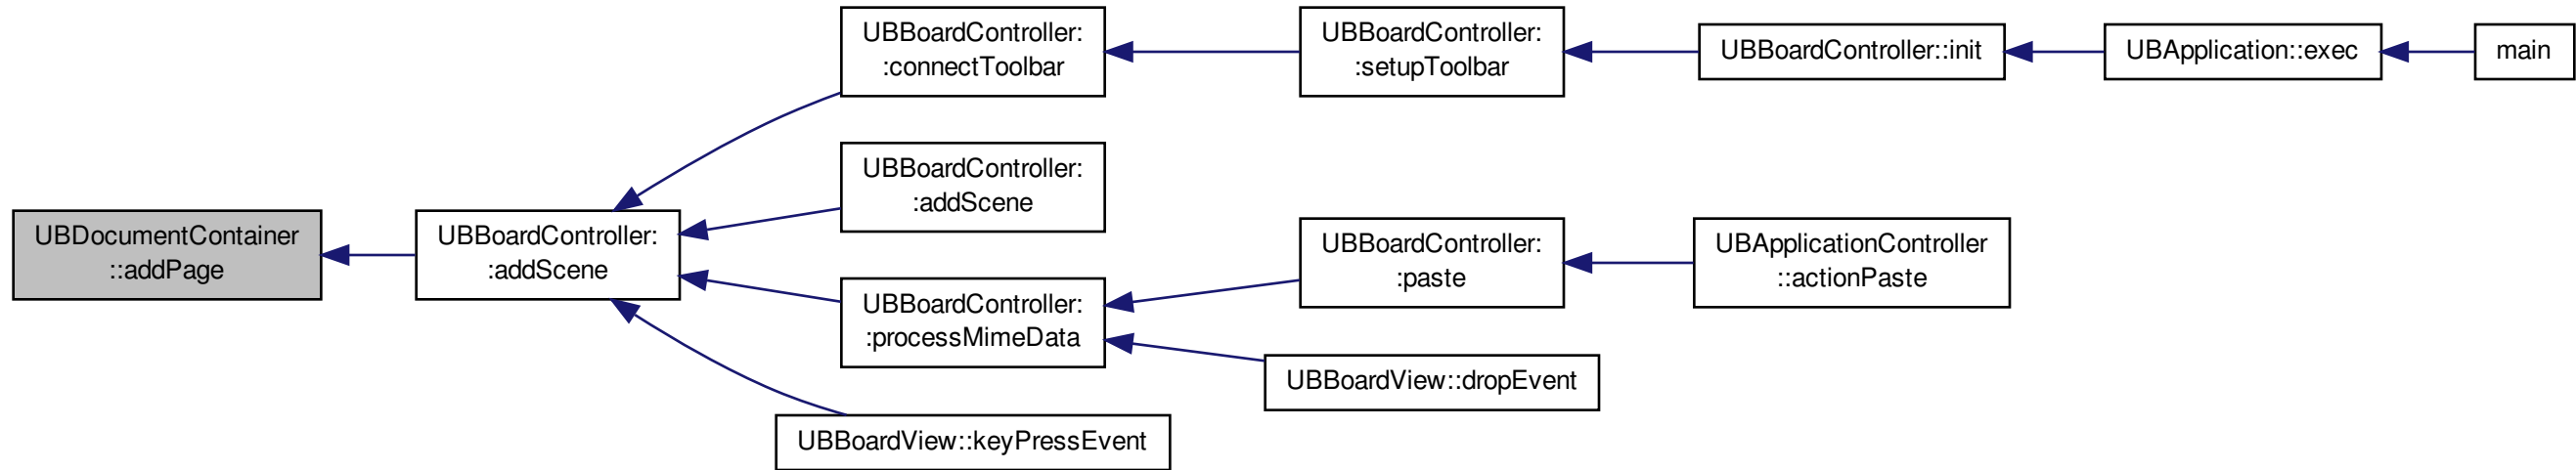 UBBoardController:
:connectToolbar
UBBoardController:
:setupToolbar
UBBoardController::init
UBApplication::exec
main
UBBoardController:
:addScene
UBDocumentContainer
::addPage
UBBoardController:
:addScene
UBBoardController:
:paste
UBApplicationController
::actionPaste
UBBoardController:
:processMimeData
UBBoardView::dropEvent
UBBoardView::keyPressEvent